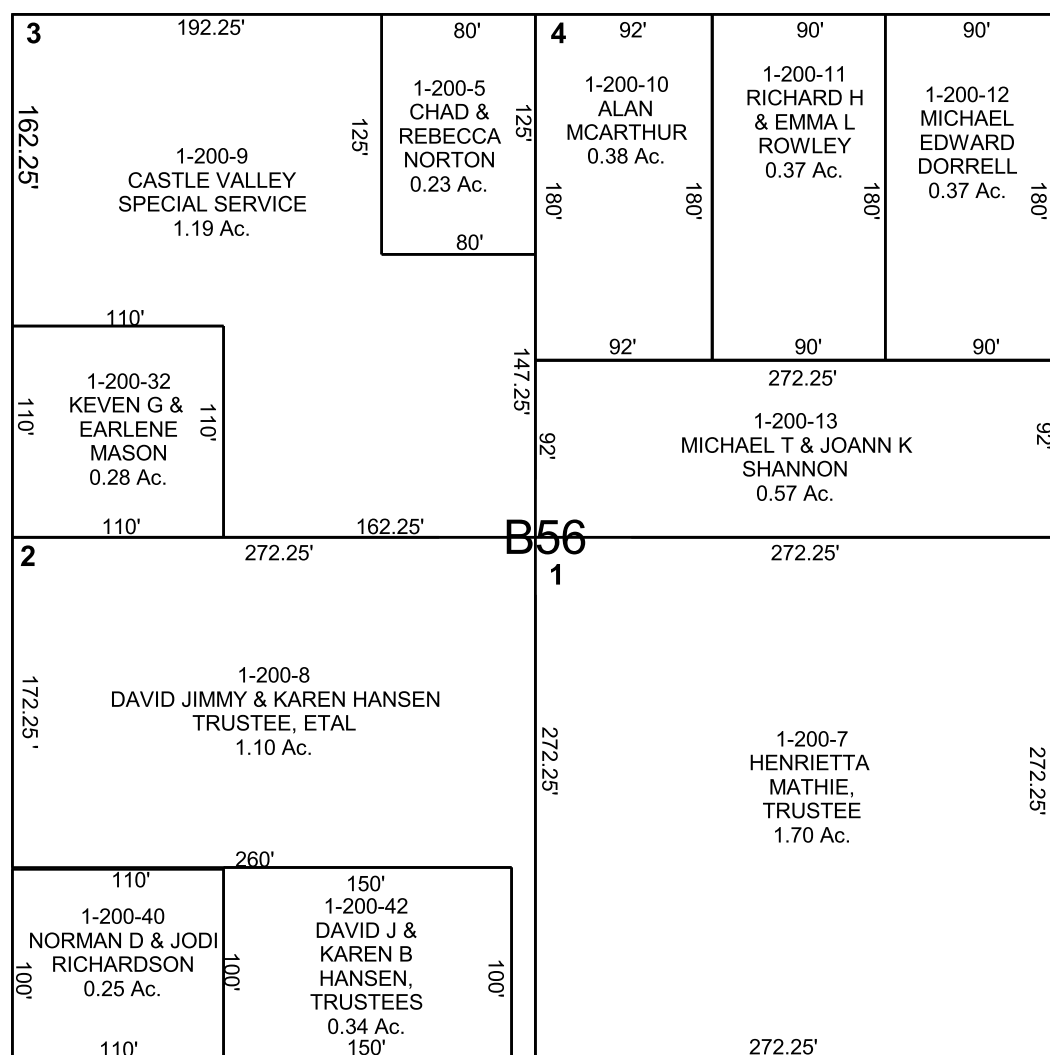 3
192.25'
80'
162.25'
1-200-9
CASTLE VALLEY
SPECIAL SERVICE
1.19 Ac.
125'
1-200-5
CHAD &
REBECCA
NORTON
0.23 Ac.
125'
80'
110'
1-200-32
KEVEN G &
EARLENE
MASON
0.28 Ac.
110'
110'
110'
147.25'
162.25'
4
92'
90'
90'
1-200-10
ALAN
MCARTHUR
0.38 Ac.
180'
180'
1-200-11
RICHARD H
& EMMA L
ROWLEY
0.37 Ac.
180'
1-200-12
MICHAEL
EDWARD
DORRELL
0.37 Ac.
180'
92'
90'
90'
272.25'
1-200-13
MICHAEL T & JOANN K
SHANNON
0.57 Ac.
92'
92'
B56
2
272.25'
1-200-8
DAVID JIMMY & KAREN HANSEN
TRUSTEE, ETAL
1.10 Ac.
172.25 '
260'
110'
1-200-40
NORMAN D & JODI
RICHARDSON
0.25 Ac.
100'
100'
110'
150'
1-200-42
DAVID J &
KAREN B
HANSEN,
TRUSTEES
0.34 Ac.
100'
150'
1
272.25'
272.25'
1-200-7
HENRIETTA
MATHIE,
TRUSTEE
1.70 Ac.
272.25'
272.25'